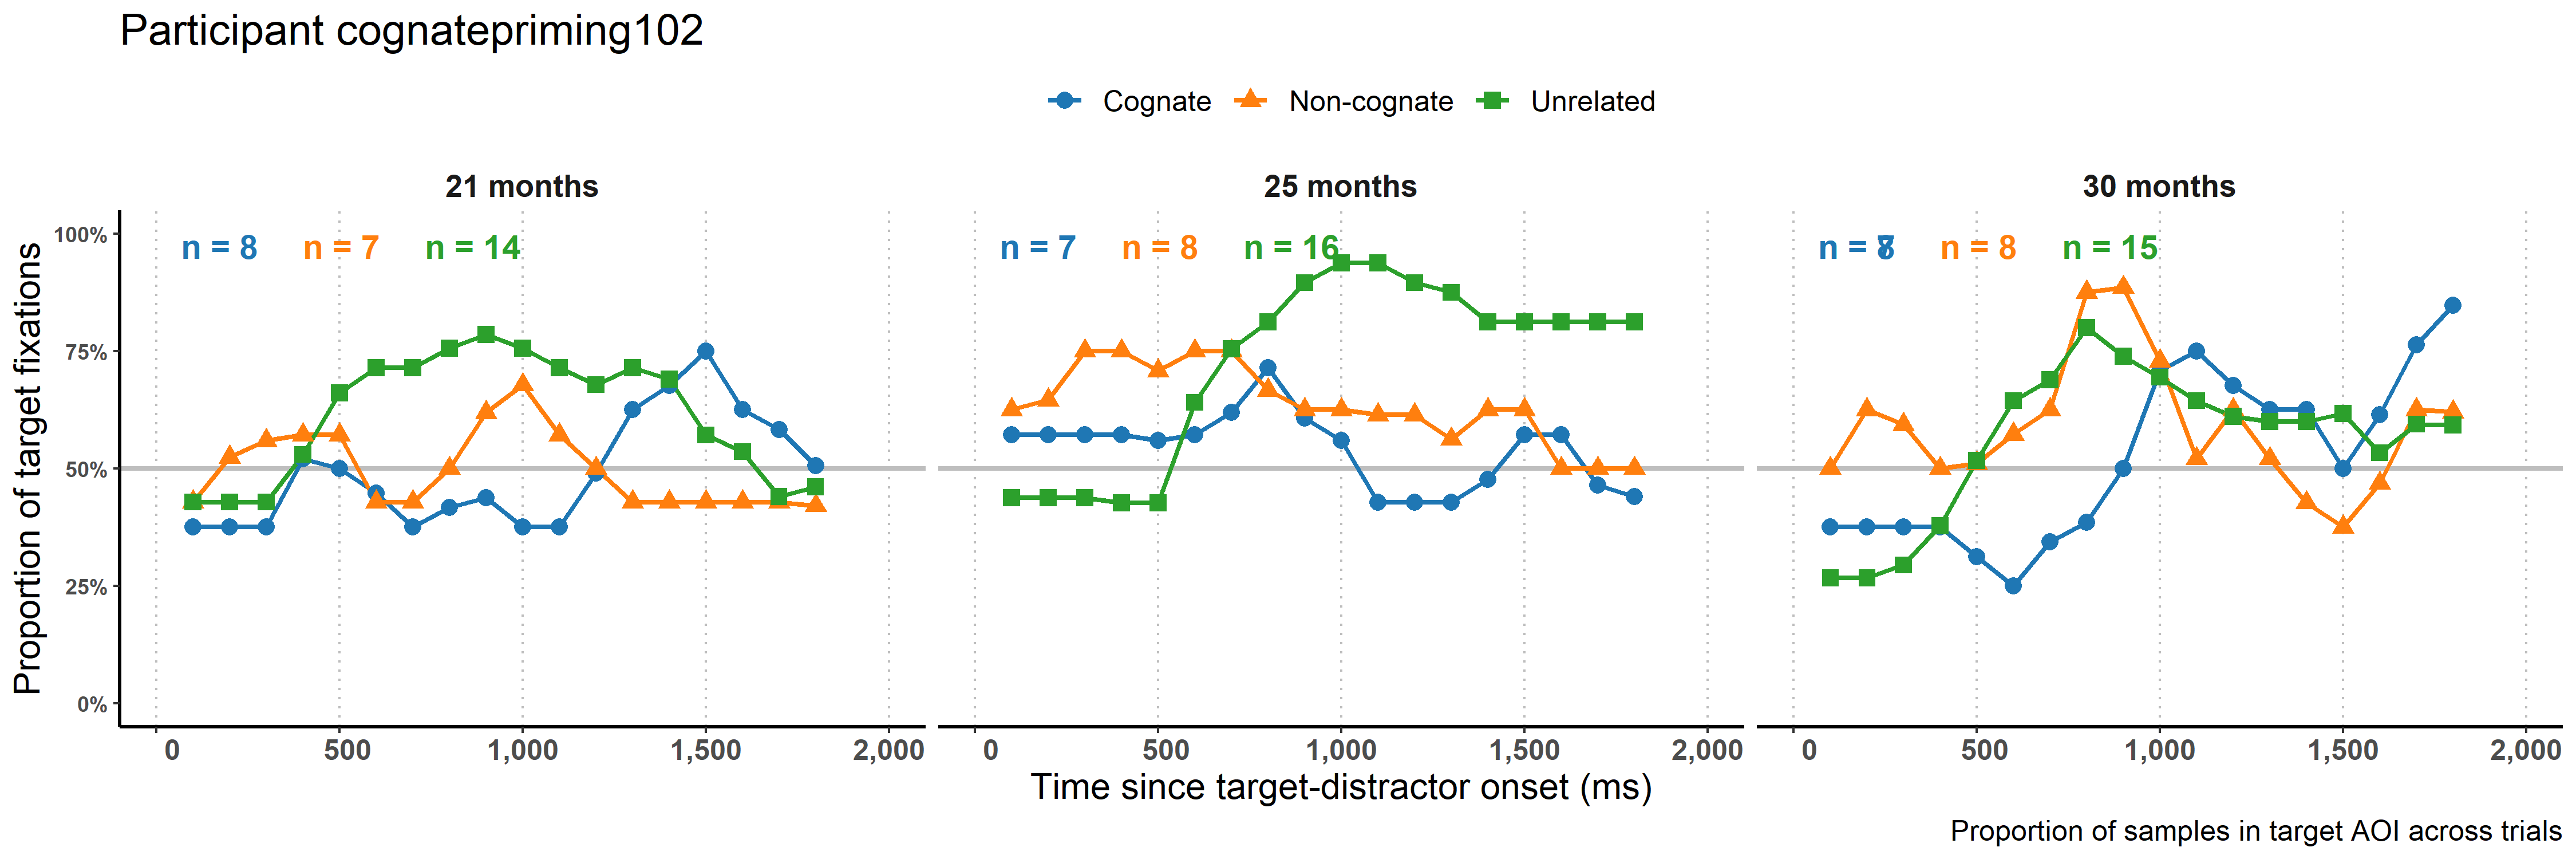 Participant cognatepriming102
Cognate Non-cognate Unrelated
21 months 25 months 30 months
100%
75%
50%
25%
0%
n = 8 n = 7 n = 14
n = 7 n = 8 n = 16
n = n = 8 n = 15
0 500 1,000 1,500 2,000
0 500 1,000 1,500 2,000
0 500 1,000 1,500 2,000
Proportion of target fixations
Time since target-distractor onset (ms)
Proportion of samples in target AOI across trials